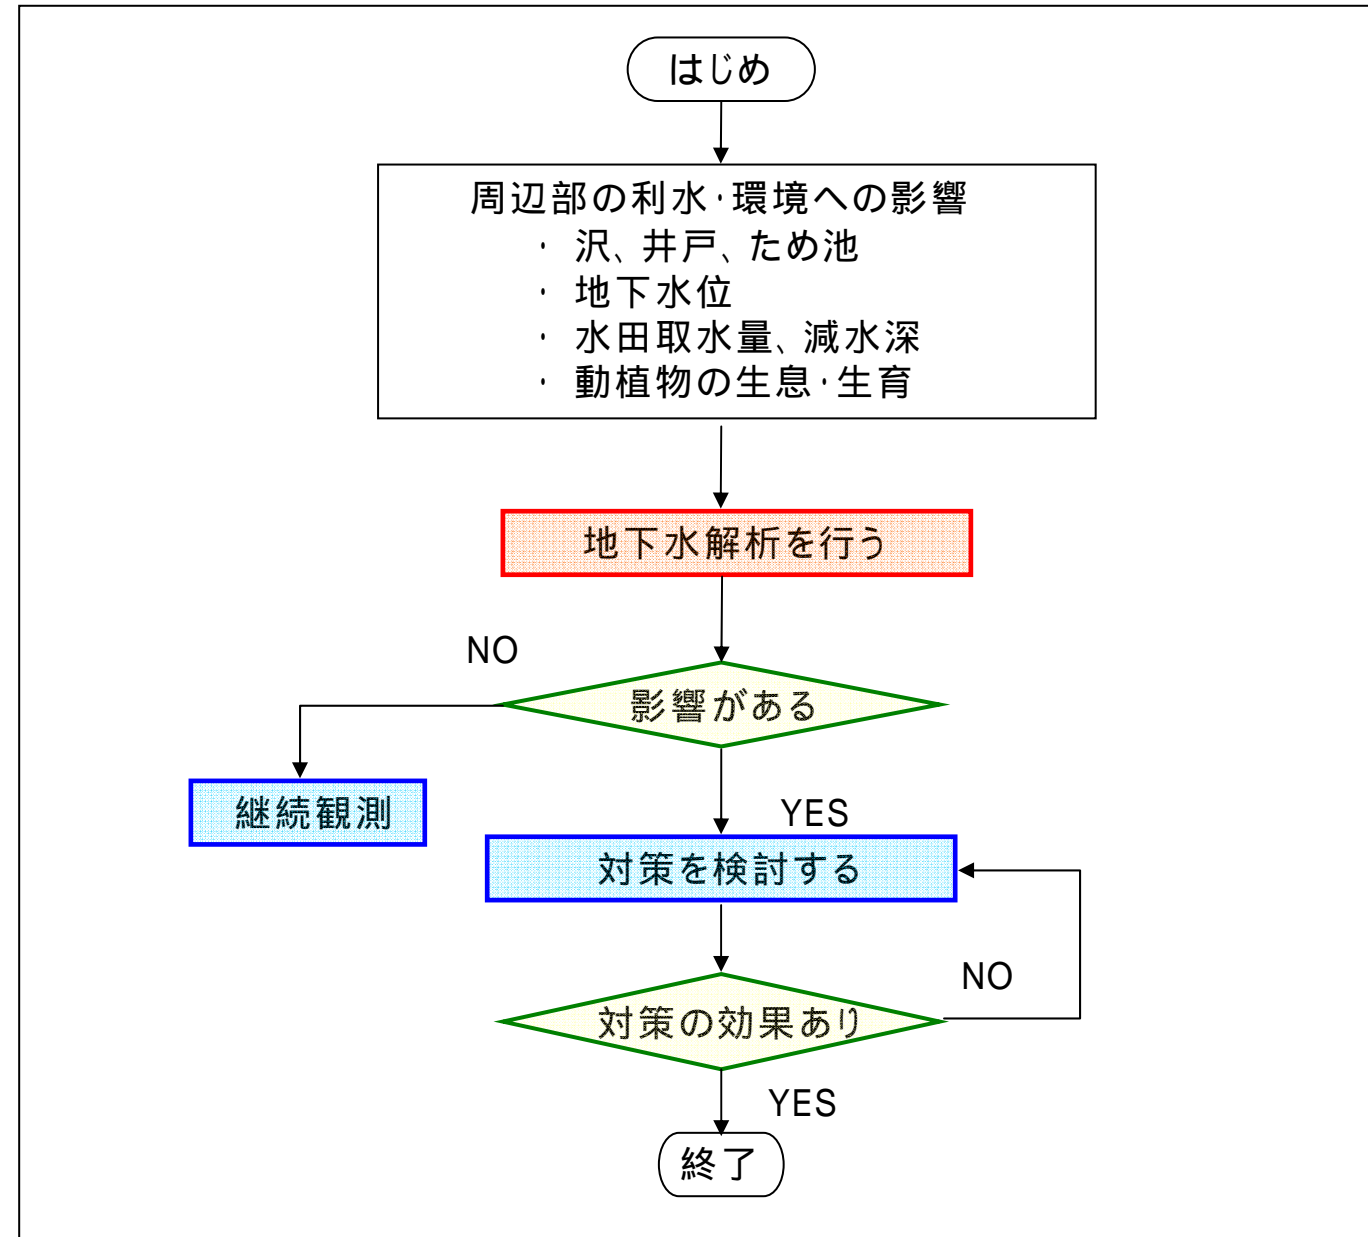 はじめ
周辺部の利水・環境への影響
・ 沢、井戸、ため池
・ 地下水位
・ 水田取水量、減水深
・ 動植物の生息・生育
地下水解析を行う
NO
影響がある
継続観測
YES
対策を検討する
NO
対策の効果あり
YES
終了